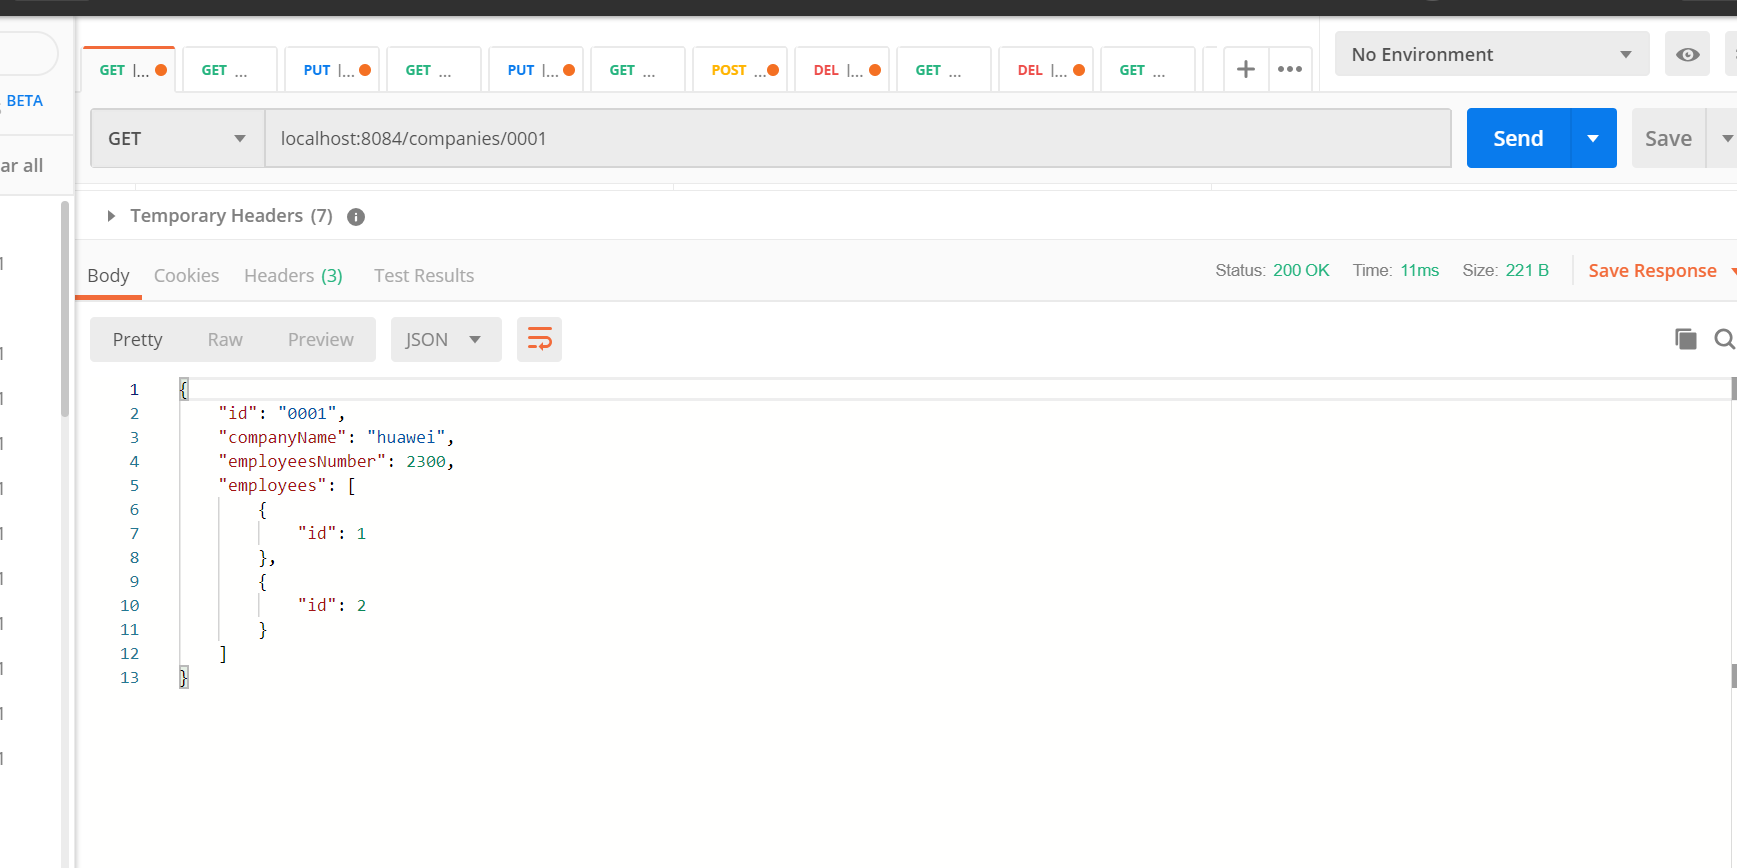 GET l...
GET ...
PUT l...
GET ...
PUT l...
GET ...
POST ...
DEL l...
GET ...
DEL l...
GET ...
No Environment
BETA
GET
localhost:8084/companies/0001
Send
Save
ar all
Temporary Headers (7)
Body
Cookies
Headers (3)
Test Results
Status: 200 OK
Time: 11ms
Size: 221 B
Save Response
Pretty
Raw
Preview
JSON
1 {
2 "id": "0001",
3 "companyName": "huawei",
4 "employeesNumber": 2300,
5 "employees": [
6 {
7 "id": 1
8 },
9 {
10 "id": 2
11 }
12 ]
13 }